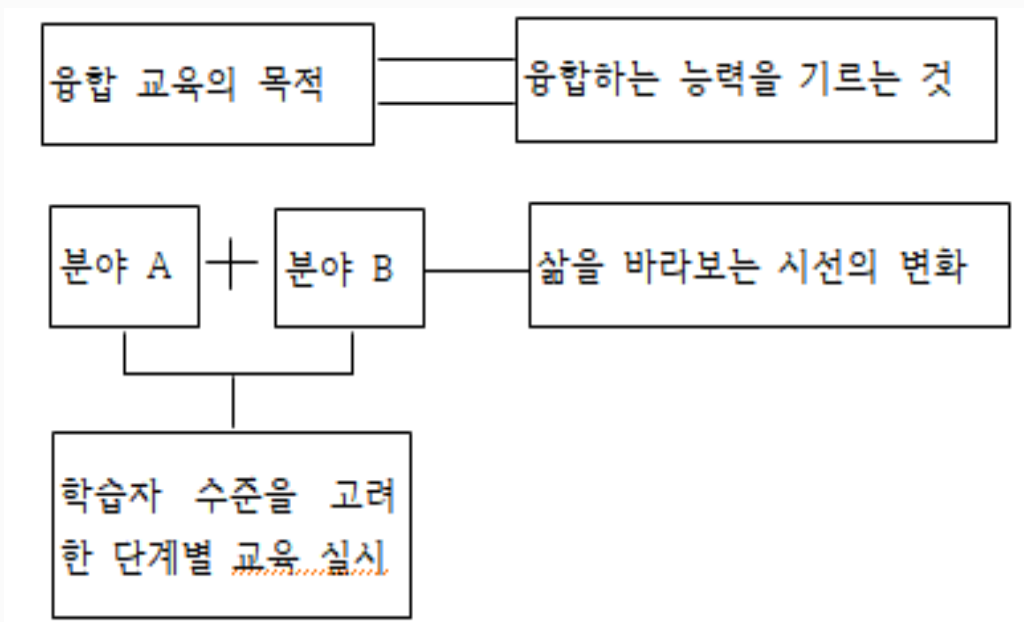 융합 교육의 목적
융합하는 능력을 기르는 것
분야 A
분야 B
삶을 바라보는 시선의 변화
학습자 수준을 고려
한 단계별 교육 실시